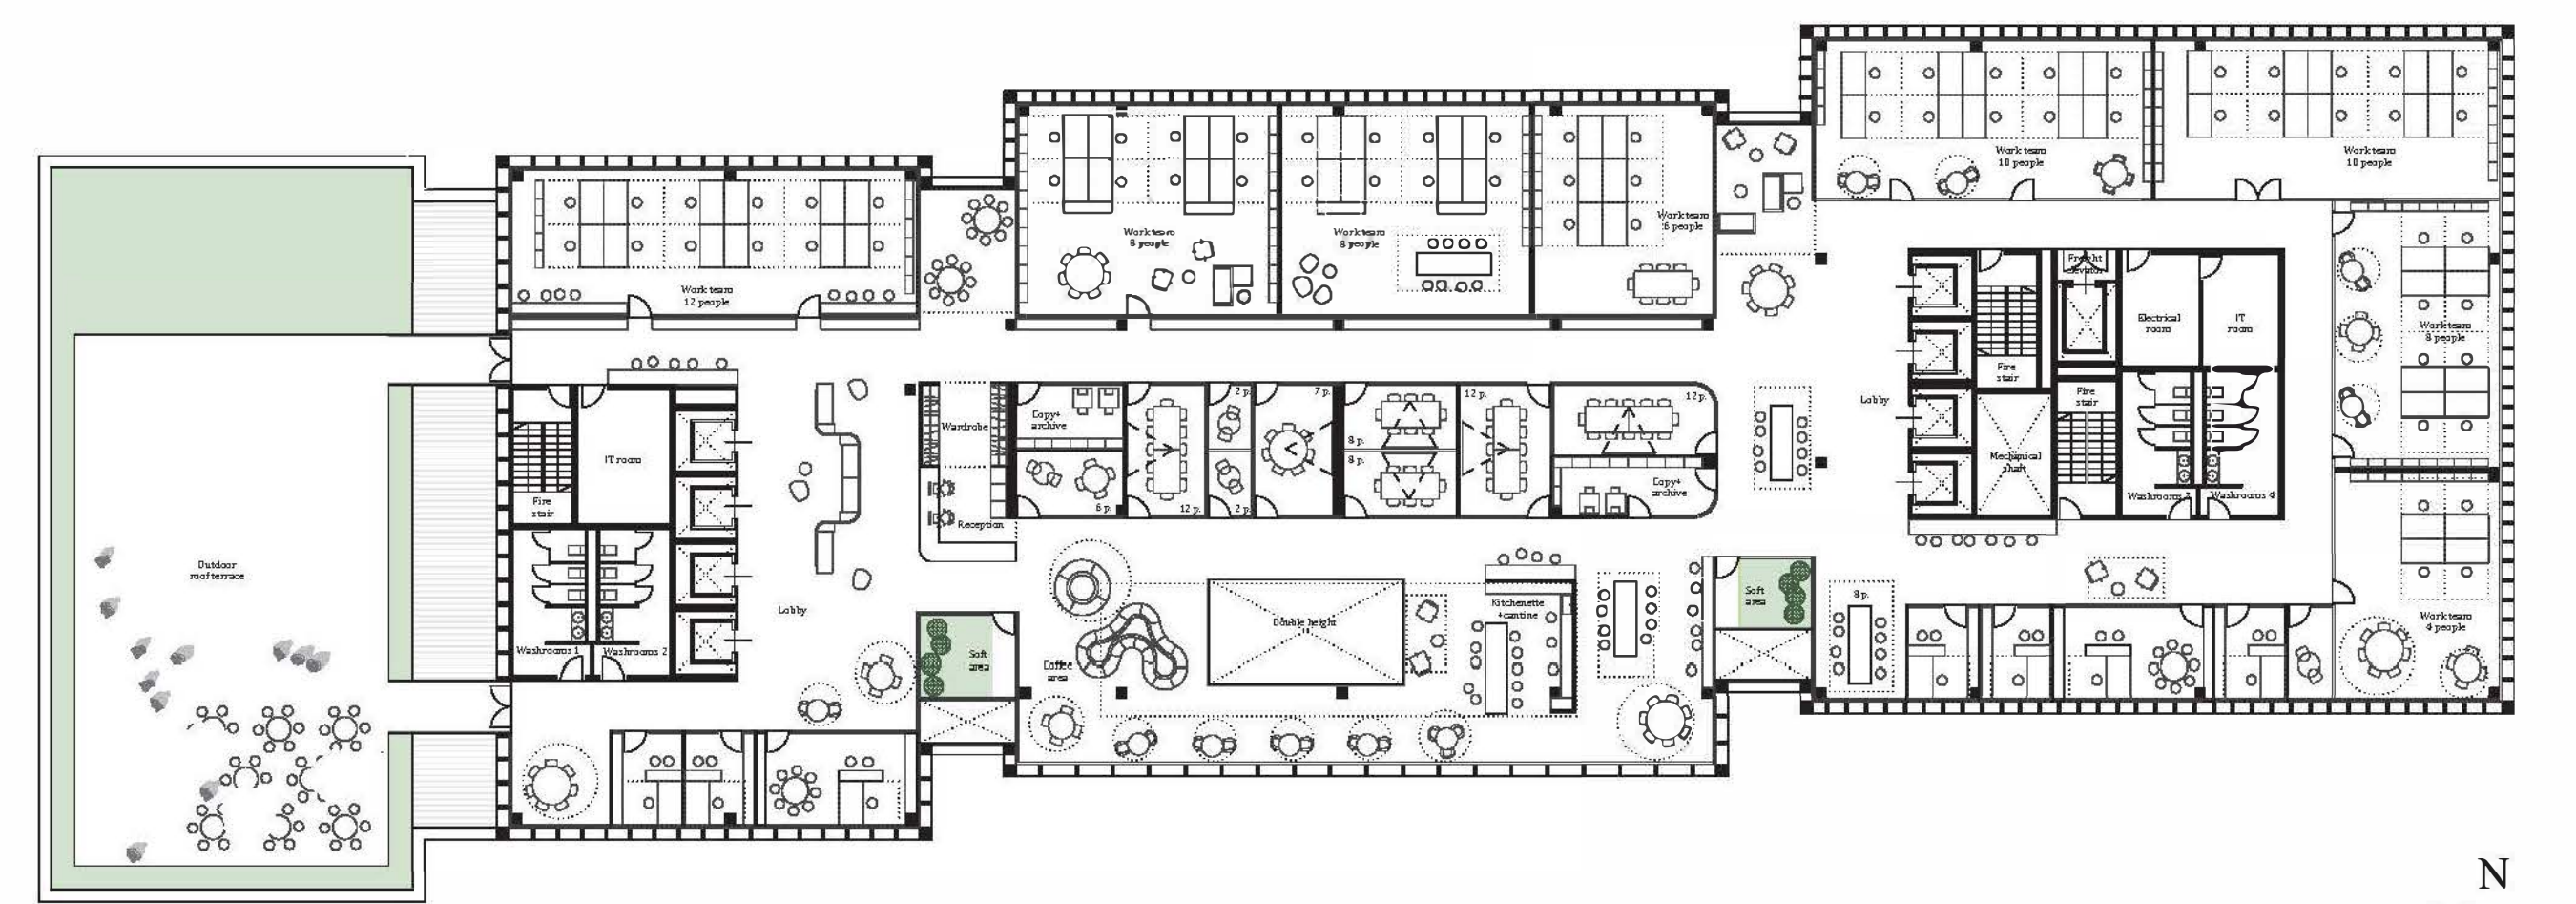 Work team
10 people
Work team
10 people
Work team
8 people
Work team
8 people
Work team
6 people
Work team
12 people
Freight
elevator
Electrical
room
IT
room
Work team
8 people
Fire
stair
Fire
stair
Lobby
2 p.
7 p.
12 p.
12 p.
Copy+
archive
Wardrobe
8 p.
8 p.
IT room
Mechanical
shaft
Copy+
archive
Fire
stair
6 p.
12 p.
2 p.
Reception
Washrooms 3
Washrooms 4
Outdoor
roof terrace
Lobby
Soft
area
8 p.
Kitchenette
+cantine
Double height
Work team
4 people
Washrooms 1
Washrooms 2
Soft
area
Coffee
area
N